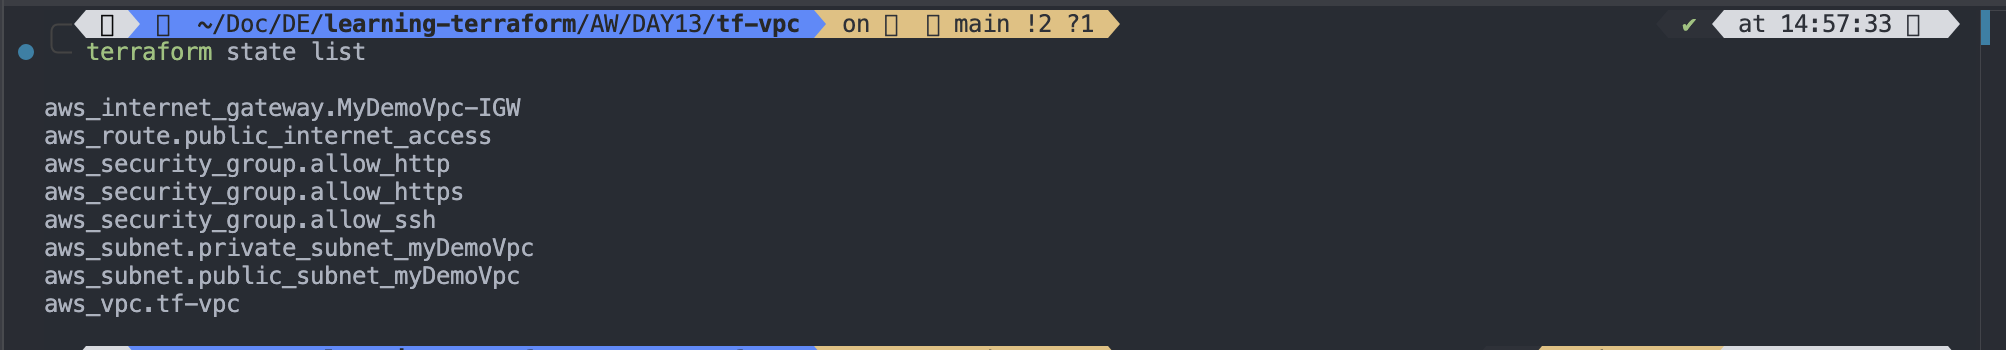 ~/Doc/DE/learning-terraform/AW/DAY13/tf-vpc on main !2 ?1 ✔ at 14:57:33
terraform state list
aws_internet_gateway.MyDemoVpc-IGW
aws_route.public_internet_access
aws_security_group.allow_http
aws_security_group.allow_https
aws_security_group.allow_ssh
aws_subnet.private_subnet_myDemoVpc
aws_subnet.public_subnet_myDemoVpc
aws_vpc.tf-vpc